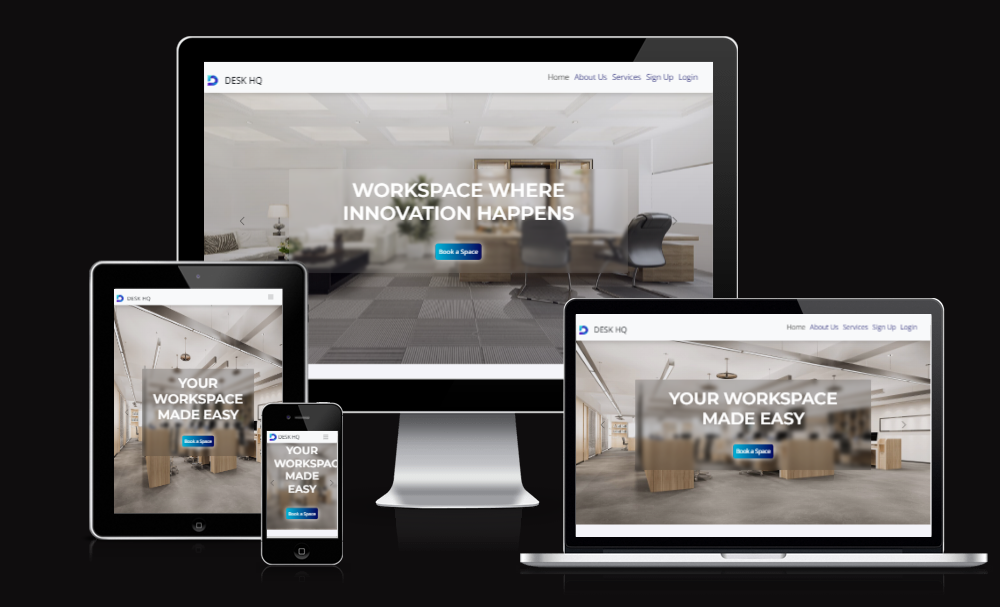 DESK HQ
Home About Us Services Sign Up Login
WORKSPACE WHERE
INNOVATION HAPPENS
Book a Space
DESK HQ
YOUR
WORKSPACE
MADE EASY
Book a Space
DESK HQ
YOUR
WORKSPAC
MADE
EASY
Book a Space
DESK HQ
Home About Us Services Sign Up Login
YOUR WORKSPACE
MADE EASY
Book a Space